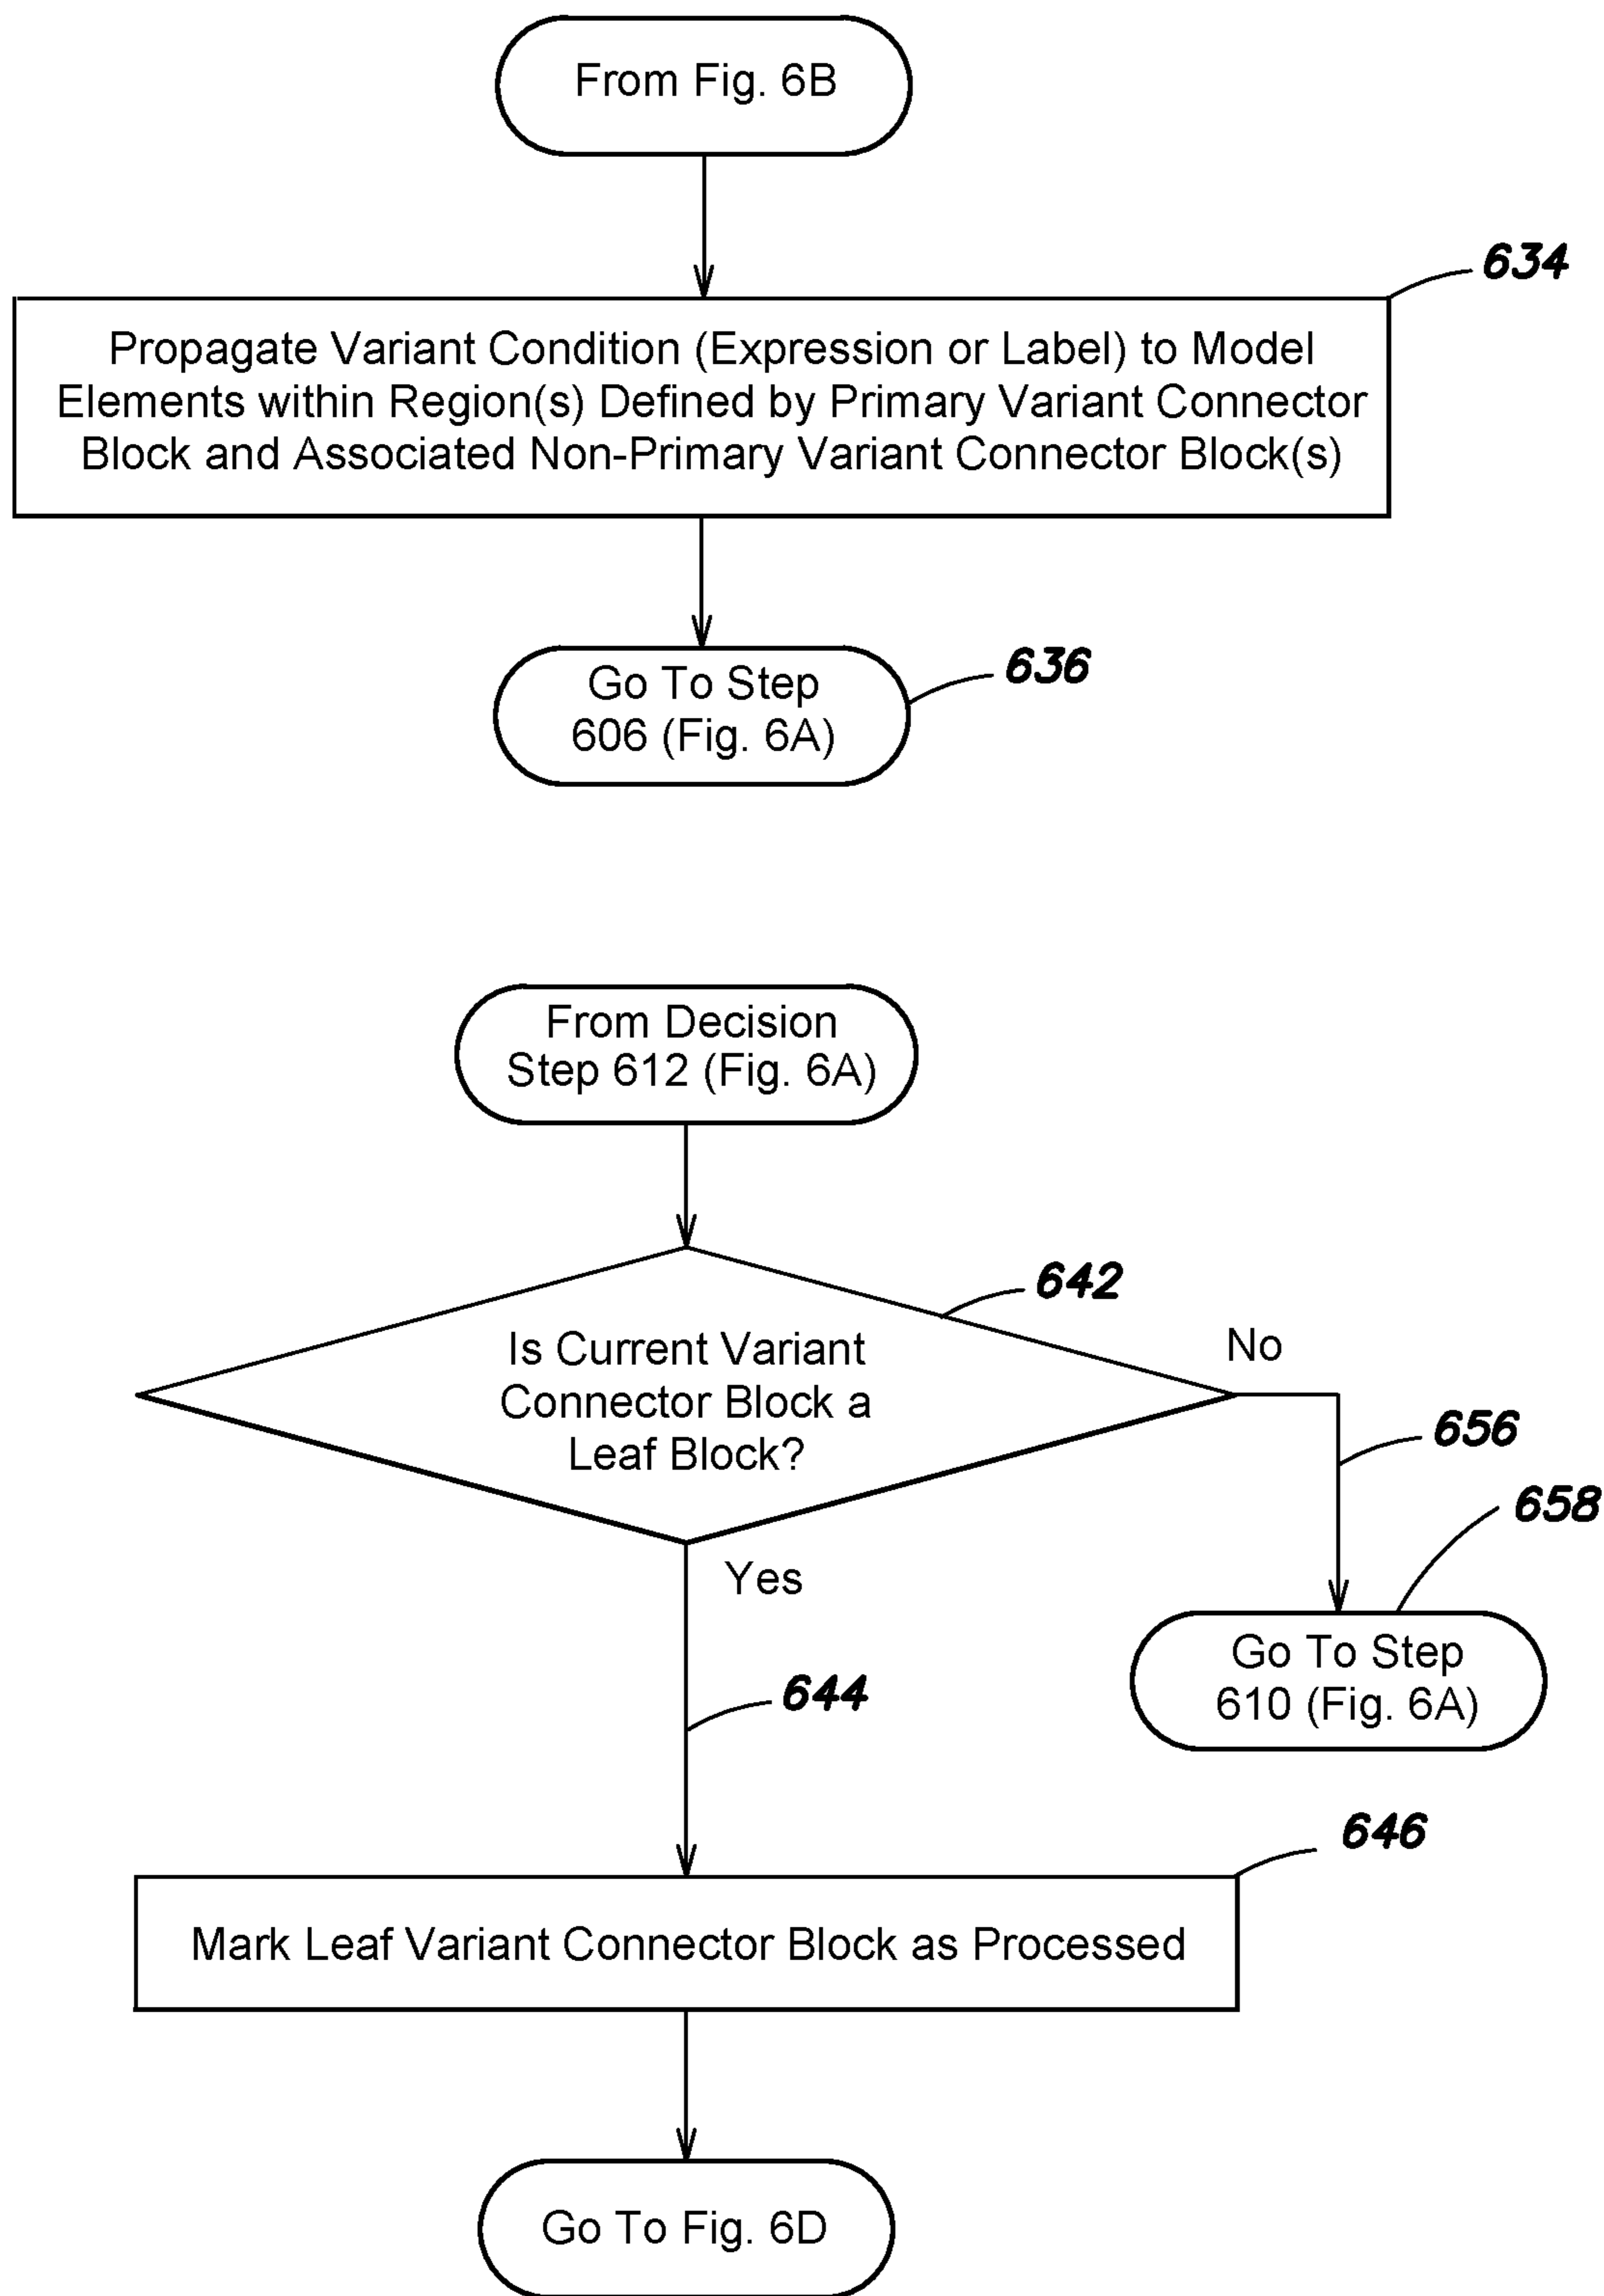 From Fig. 6B
634
Propagate Variant Condition (Expression or Label) to Model
Elements within Region(s) Defined by Primary Variant Connector
Block and Associated Non-Primary Variant Connector Block(s)
636
Go To Step
606 (Fig. 6A)
From Decision
Step 612 (Fig. 6A)
642
Is Current Variant
Connector Block a
Leaf Block?
No
656
658
Yes
Go To Step
610 (Fig. 6A)
644
646
Mark Leaf Variant Connector Block as Processed
Go To Fig. 6D